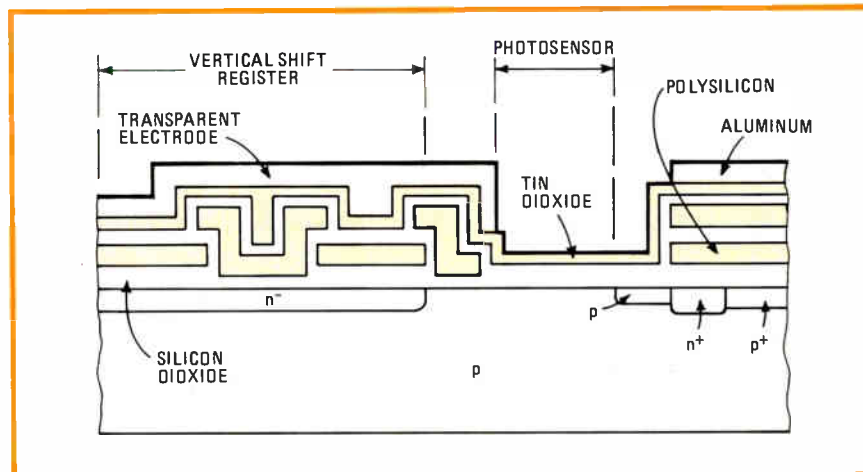 VERTICAL SHIFT
REGISTER
PHOTOSENSOR
TRANSPARENT
ELECTRODE
POLYSILICON
ALUMINUM
TIN
DIOXIDE
n⁻
p
n⁺
p⁺
SILICON
DIOXIDE
p